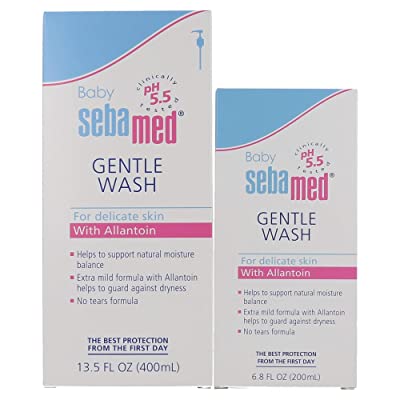 Baby
sebamed®
clinically tested
pH 5.5
GENTLE
WASH
For delicate skin
With Allantoin
• Helps to support natural moisture
balance
• Extra mild formula with Allantoin
helps to guard against dryness
• No tears formula
THE BEST PROTECTION
FROM THE FIRST DAY
13.5 FL OZ (400mL)
Baby
sebamed®
clinically tested
pH 5.5
GENTLE
WASH
For delicate skin
With Allantoin
• Helps to support natural moisture
balance
• Extra mild formula with Allantoin
helps to guard against dryness
• No tears formula
THE BEST PROTECTION
FROM THE FIRST DAY
6.8 FL OZ (200mL)